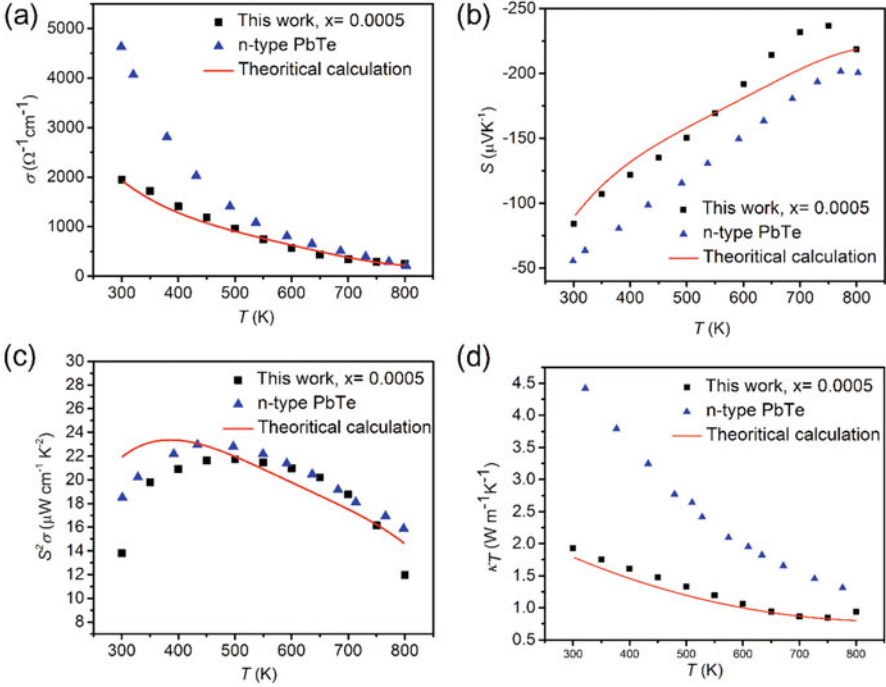 (a)
This work, x= 0.0005
n-type PbTe
Theoritical calculation
σ (Ω⁻¹cm⁻¹)
5000
4000
3000
2000
1000
0
300 400 500 600 700 800
T (K)
(b)
-250
-200
-150
-100
-50
S (µVK⁻¹)
This work, x= 0.0005
n-type PbTe
Theoritical calculation
300 400 500 600 700 800
T (K)
(c)
This work, x= 0.0005
n-type PbTe
Theoritical calculation
S²σ (µW cm⁻¹ K⁻²)
30
28
26
24
22
20
18
16
14
12
10
8
300 400 500 600 700 800
T (K)
(d)
This work, x= 0.0005
n-type PbTe
Theoritical calculation
κT (W m⁻¹K⁻¹)
4.5
4.0
3.5
3.0
2.5
2.0
1.5
1.0
0.5
300 400 500 600 700 800
T (K)